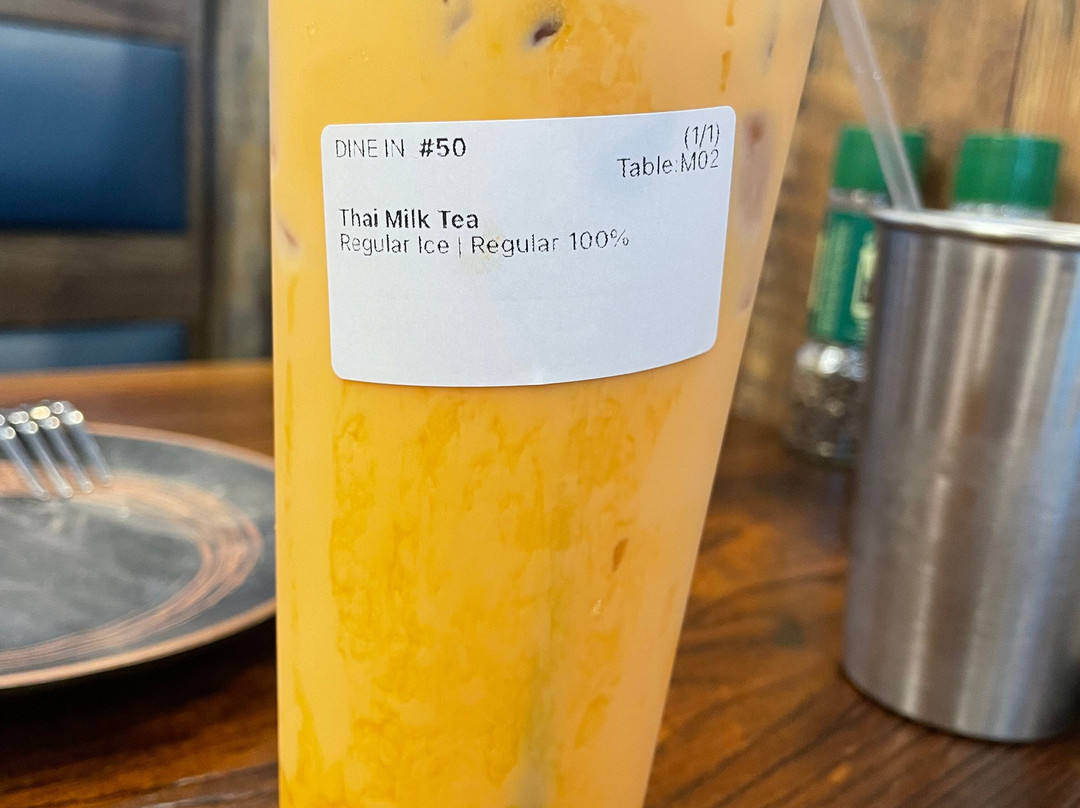 DINE IN #50 (1/1)
Table:M02
Thai Milk Tea
Regular Ice | Regular 100%